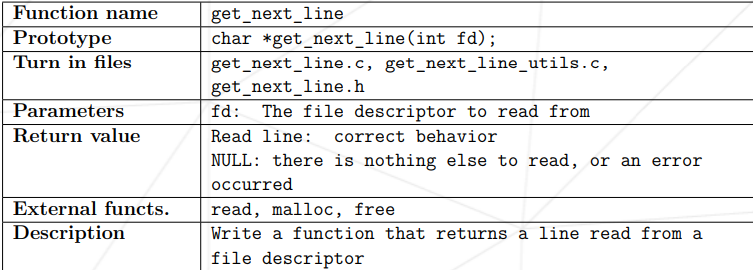 Function name get_next_line
Prototype char *get_next_line(int fd);
Turn in files get_next_line.c, get_next_line_utils.c,
get_next_line.h
Parameters fd: The file descriptor to read from
Return value Read line: correct behavior
NULL: there is nothing else to read, or an error
occurred
External functs. read, malloc, free
Description Write a function that returns a line read from a
file descriptor